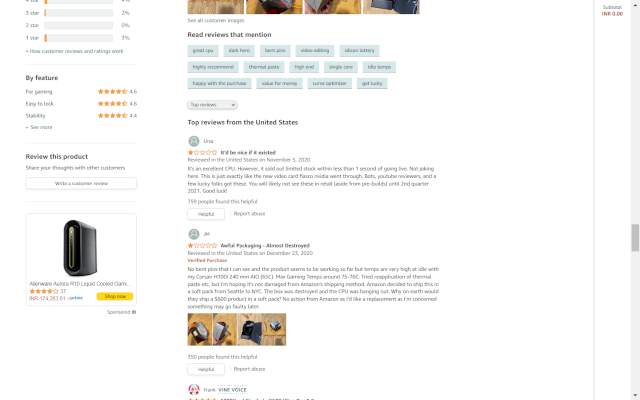 4 star 4%
3 star 2%
2 star 0%
1 star 3%
How customer reviews and ratings work
By feature
For gaming 4.6
Easy to lock 4.6
Stability 4.4
See more
Review this product
Share your thoughts with other customers
Write a customer review
Alienware Aurora R10 Liquid Cooled Gami...
37
INR 174,263.61 prime
Shop now
Sponsored
See all customer images
Read reviews that mention
great cpu dark hero bent pins video editing silicon lottery
highly recommend thermal paste high end single core idle temps
happy with the purchase value for money curve optimizer got lucky
Top reviews
Top reviews from the United States
Una
It'd be nice if it existed
Reviewed in the United States on November 5, 2020
It's an excellent CPU. However, it sold out limited stock within less than 1 second of going live. Not joking
here. This is just exactly like the new video card fiasco nvidia went through. Bots, youtube reviewers, and a
few lucky folks got these. You will likely not see these in retail (aside from pre-builds) until 2nd quarter
2021. Good luck!
759 people found this helpful
Helpful Report abuse
JM
Awful Packaging - Almost Destroyed
Reviewed in the United States on December 23, 2020
Verified Purchase
No bent pins that I can see and the product seems to be working so far but temps are very high at idle with
my Corsair H100i 240 mm AIO (65C). Max Gaming Temps around 75-76C. Tried reapplication of thermal
paste etc, but I'm hoping it's not damaged from Amazon's shipping method. Amazon decided to ship this in
a soft pack from Seattle to NYC. The box was destroyed and the CPU was hanging out. Why on earth would
they ship a $600 product in a soft pack? No action from Amazon as I'd like a replacement as I'm concerned
something may go faulty later.
350 people found this helpful
Helpful Report abuse
Frank VINE VOICE
Subtotal
INR 0.00